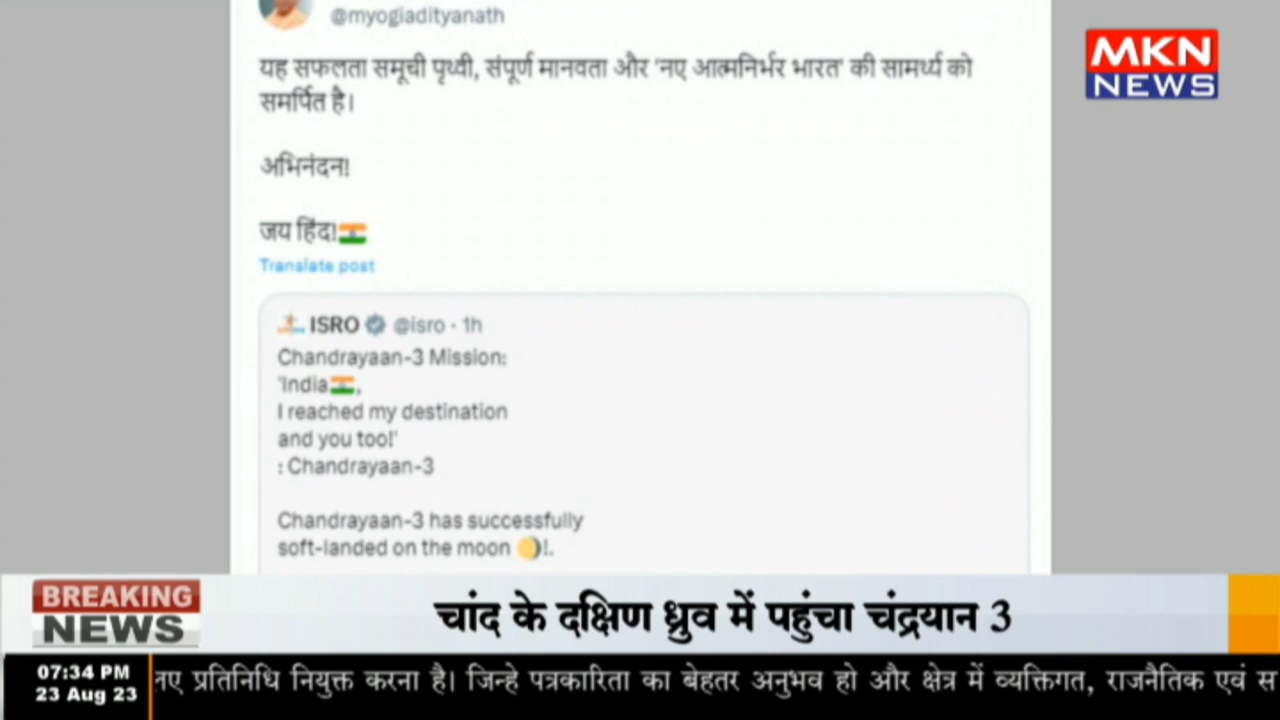 @myogiadityanath
MKN
NEWS
यह सफलता समूची पृथ्वी, संपूर्ण मानवता और 'नए आत्मनिर्भर भारत' की सामर्थ्य को
समर्पित है।
अभिनंदन!
जय हिंद!🇮🇳
Translate post
ISRO @isro · 1h
Chandrayaan-3 Mission:
'India🇮🇳,
I reached my destination
and you too!'
: Chandrayaan-3
Chandrayaan-3 has successfully
soft-landed on the moon 🌖!.
BREAKING
NEWS
चांद के दक्षिण ध्रुव में पहुंचा चंद्रयान 3
07:34 PM
23 Aug 23
प्रतिनिधि नियुक्त करना है। जिन्हे पत्रकारिता का बेहतर अनुभव हो और क्षेत्र में व्यक्तिगत, राजनैतिक एवं